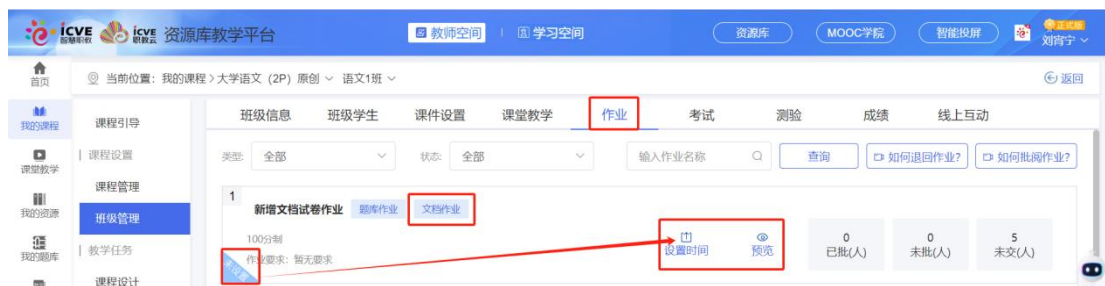 icve 智慧职教 icve 职教云 资源库教学平台 教师空间 学习空间 资源库 MOOC学院 智能投屏 正式版 刘宵宁
首页 当前位置：我的课程 > 大学语文（2P）原创 语文1班 返回
我的课程 课程引导 班级信息 班级学生 课件设置 课堂教学 作业 考试 测验 成绩 线上互动
课堂教学 课程设置 类型: 全部 状态: 全部 输入作业名称 查询 如何退回作业? 如何批阅作业?
课程管理
我的资源 班级管理 1 新增文档试卷作业 题库作业 文档作业
我的题库 教学任务 100分制 设置时间 预览 0 已批(人) 0 未批(人) 5 未交(人)
未设置 作业要求：暂无要求
课程设计